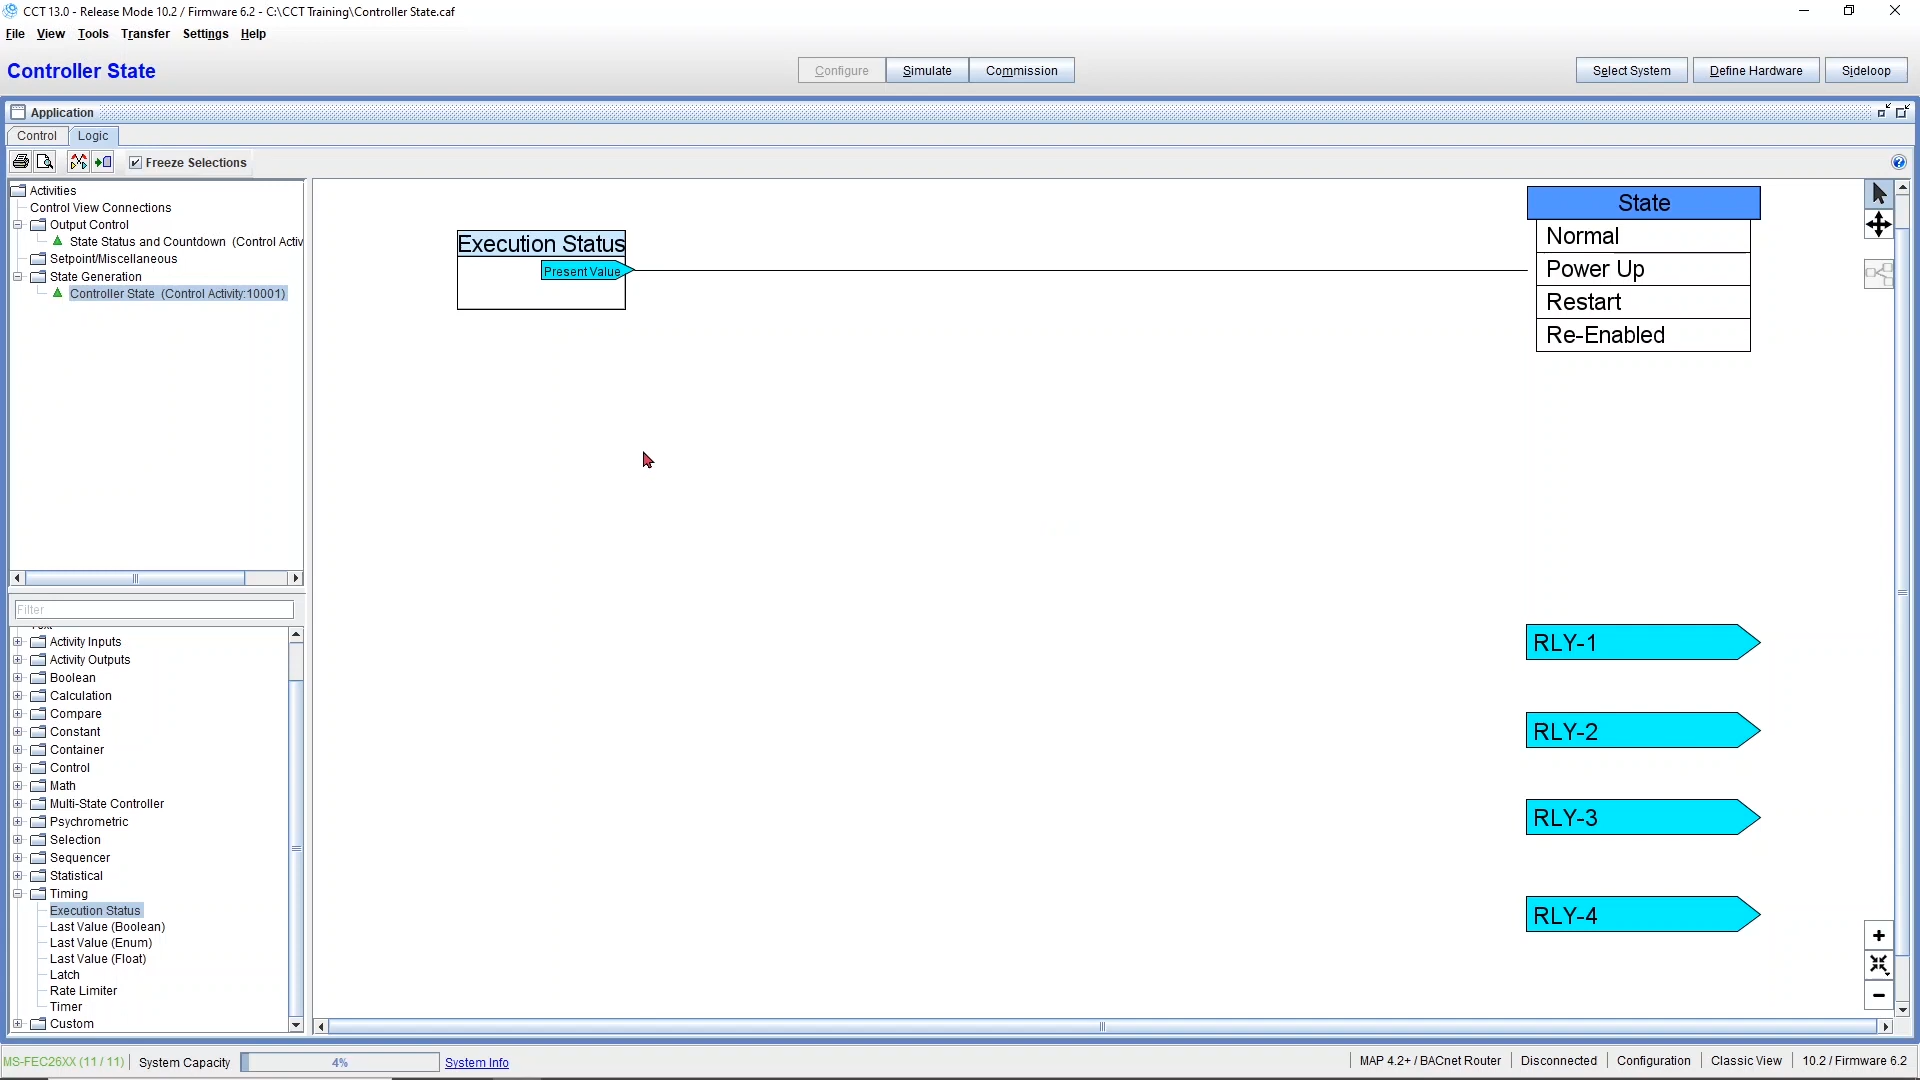 CCT 13.0 - Release Mode 10.2 / Firmware 6.2 - C:\CCT Training\Controller State.caf
File View Tools Transfer Settings Help
Controller State
Configure Simulate Commission
Select System Define Hardware Sideloop
Application
Control Logic
Freeze Selections
Activities
Control View Connections
Output Control
State Status and Countdown (Control Activ
Setpoint/Miscellaneous
State Generation
Controller State (Control Activity:10001)
Execution Status
Present Value
State
Normal
Power Up
Restart
Re-Enabled
RLY-1
RLY-2
RLY-3
RLY-4
Filter
Activity Inputs
Activity Outputs
Boolean
Calculation
Compare
Constant
Container
Control
Math
Multi-State Controller
Psychrometric
Selection
Sequencer
Statistical
Timing
Execution Status
Last Value (Boolean)
Last Value (Enum)
Last Value (Float)
Latch
Rate Limiter
Timer
Custom
MS-FEC26XX (11 / 11) System Capacity 4% System Info
MAP 4.2+ / BACnet Router Disconnected Configuration Classic View 10.2 / Firmware 6.2